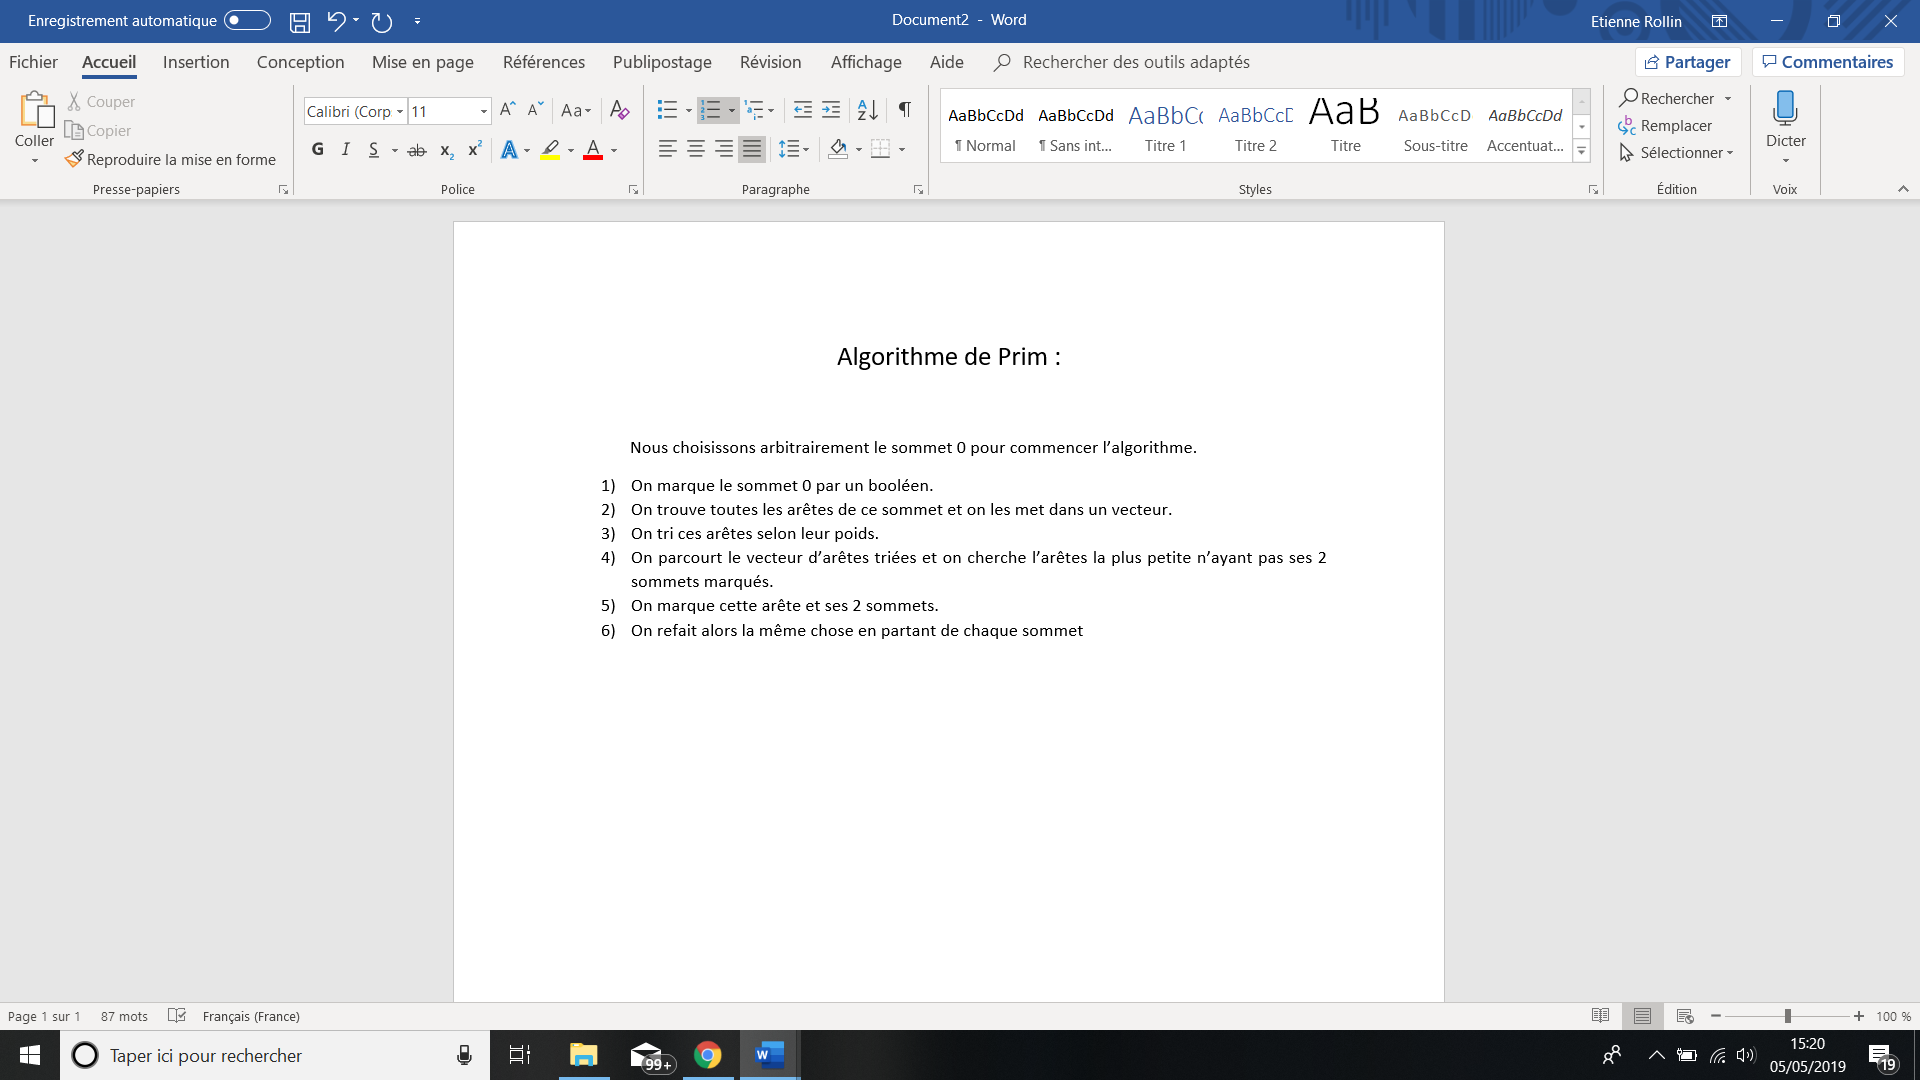 Enregistrement automatique
Document2 - Word
Etienne Rollin
Fichier Accueil Insertion Conception Mise en page Références Publipostage Révision Affichage Aide Rechercher des outils adaptés Partager Commentaires
Coller
Couper
Copier
Reproduire la mise en forme
Presse-papiers
Calibri (Corp 11
Aa
G I S ab x2 x2 A A
Police
Paragraphe
AaBbCcDd AaBbCcDd AaBbCc AaBbCcC AaB AaBbCcD AaBbCcDd
¶ Normal ¶ Sans int... Titre 1 Titre 2 Titre Sous-titre Accentuat...
Styles
Rechercher
Remplacer
Sélectionner
Édition
Dicter
Voix
Algorithme de Prim :
Nous choisissons arbitrairement le sommet 0 pour commencer l’algorithme.
1) On marque le sommet 0 par un booléen.
2) On trouve toutes les arêtes de ce sommet et on les met dans un vecteur.
3) On tri ces arêtes selon leur poids.
4) On parcourt le vecteur d’arêtes triées et on cherche l’arêtes la plus petite n’ayant pas ses 2
sommets marqués.
5) On marque cette arête et ses 2 sommets.
6) On refait alors la même chose en partant de chaque sommet
Page 1 sur 1 87 mots Français (France) 100 %
Taper ici pour rechercher
99+
15:20
05/05/2019
19